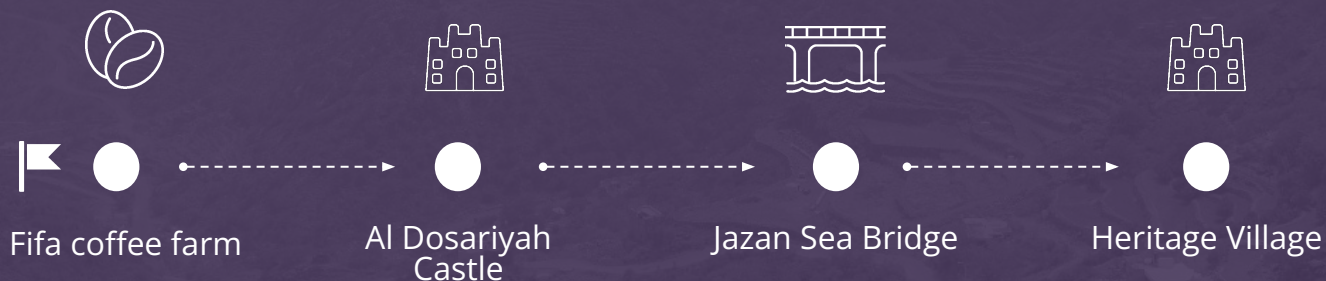 Fifa coffee farm
Al Dosariyah
Castle
Jazan Sea Bridge
Heritage Village